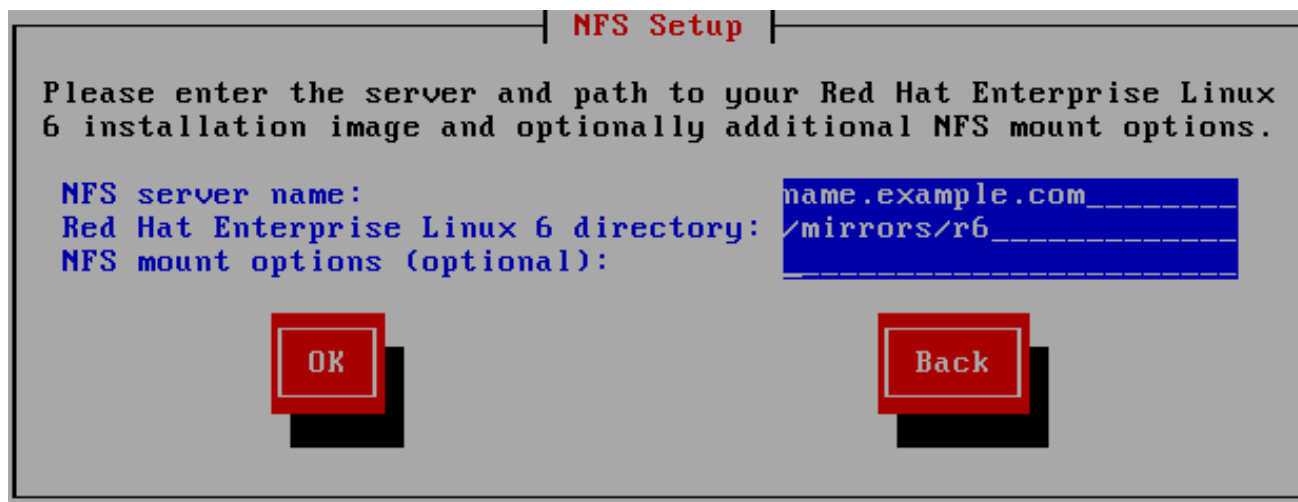 NFS Setup
Please enter the server and path to your Red Hat Enterprise Linux
6 installation image and optionally additional NFS mount options.
NFS server name: name.example.com________
Red Hat Enterprise Linux 6 directory: /mirrors/r6_____________
NFS mount options (optional): ________________________
OK Back